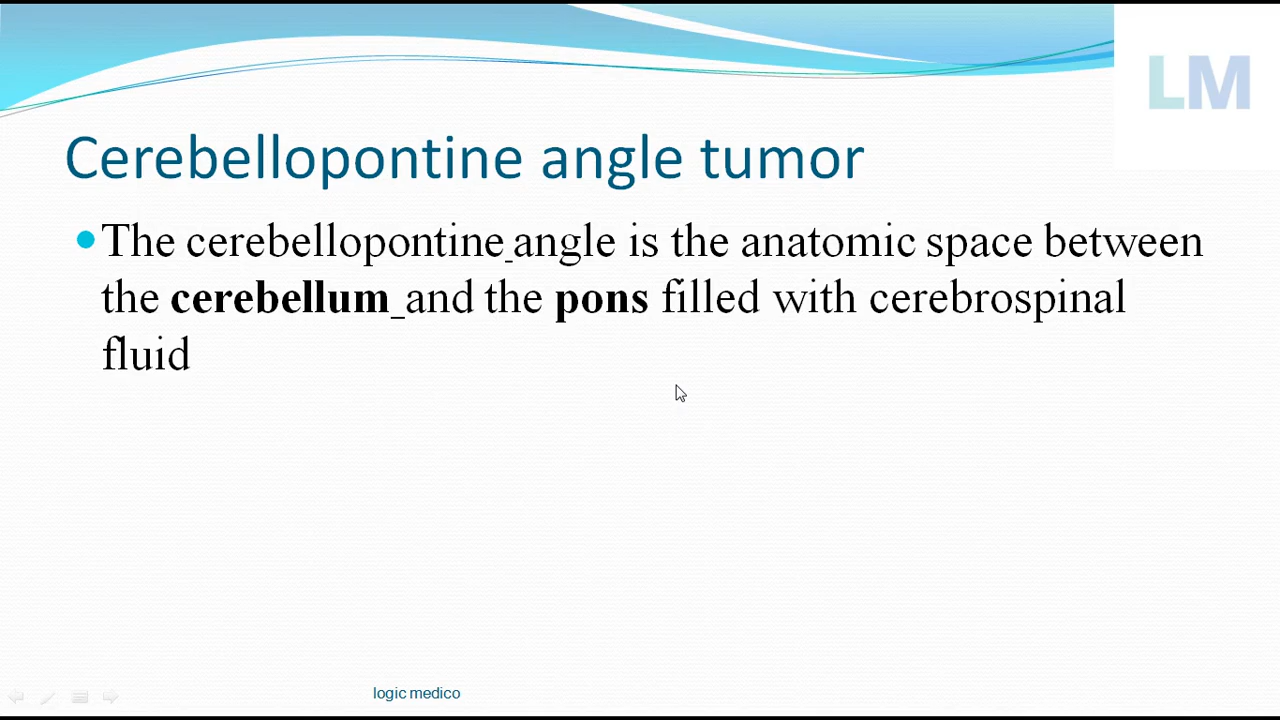 LM
Cerebellopontine angle tumor
•The cerebellopontine angle is the anatomic space between
the cerebellum and the pons filled with cerebrospinal
fluid
logic medico